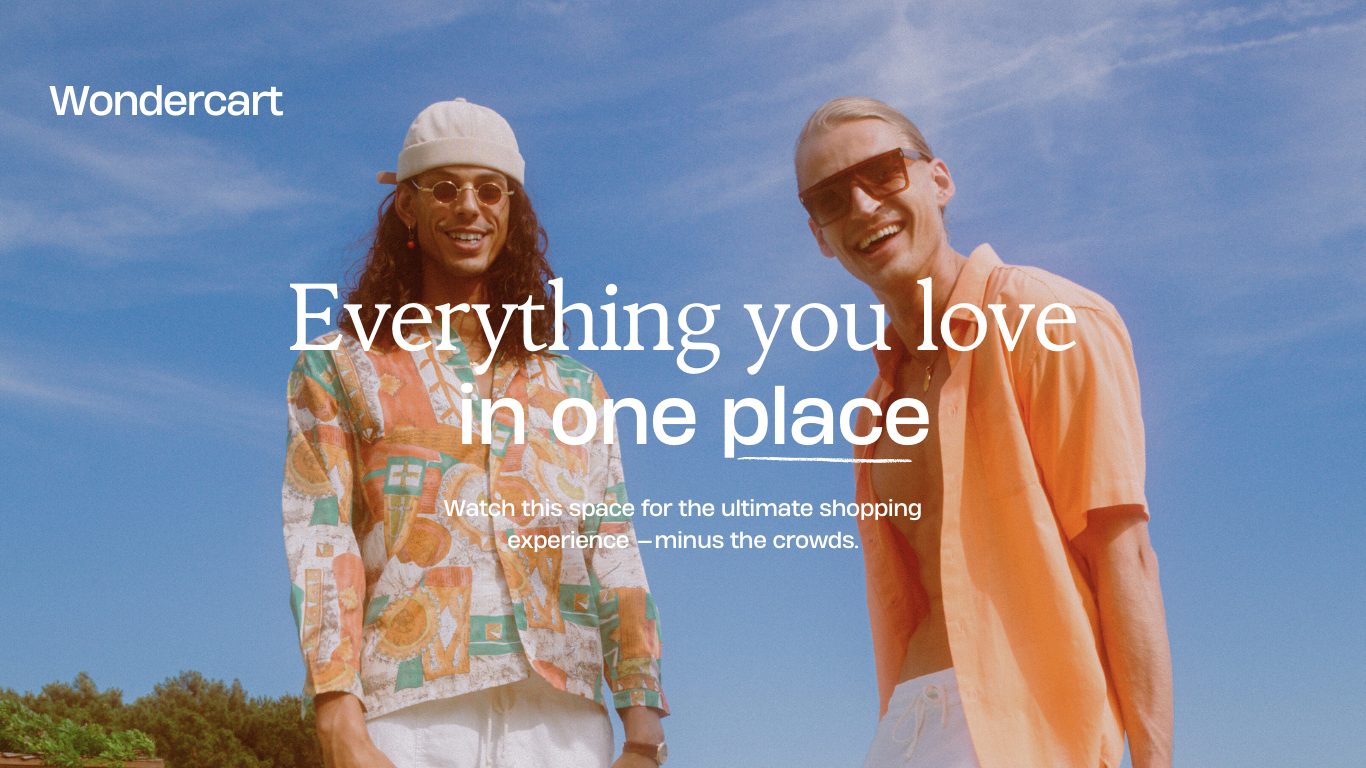 Wondercart
Everything you love
in one place
Watch this space for the ultimate shopping
experience —minus the crowds.